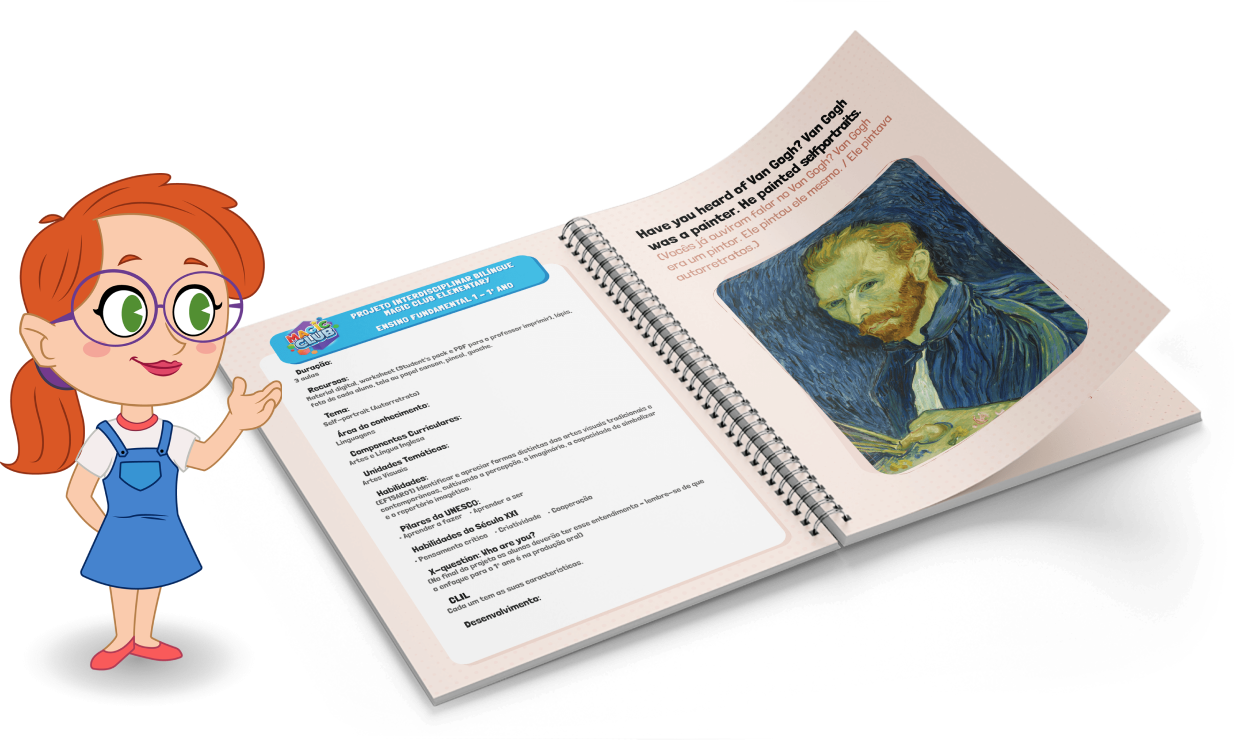 MAGIC
CLUB
PROJETO INTERDISCIPLINAR BILÍNGUE
MAGIC CLUB ELEMENTARY
ENSINO FUNDAMENTAL 1 - 1º ANO
Duração:
3 aulas
Recursos:
Material digital, worksheet (Student's pack e PDF para o professor imprimir), lápis,
foto de cada aluno, tela ou papel canson, pincel, guache.
Tema:
Self-portrait (Autorretrato)
Área do conhecimento:
Linguagens
Componentes Curriculares:
Artes e Língua Inglesa
Unidades Temáticas:
Artes Visuais
Habilidades:
(EF15AR01) Identificar e apreciar formas distintas das artes visuais tradicionais e
contemporâneas, cultivando a percepção, o imaginário, a capacidade de simbolizar
e o repertório imagético.
Pilares da UNESCO:
• Aprender a fazer • Aprender a ser
Habilidades do Século XXI
• Pensamento crítico • Criatividade • Cooperação
X-question: Who are you?
(No final do projeto os alunos deverão ter esse entendimento - lembre-se de que
o enfoque para o 1º ano é na produção oral)
CLIL
Cada um tem as suas características.
Desenvolvimento:
Have you heard of Van Gogh? Van Gogh
was a painter. He painted selfportraits.
(Vocês já ouviram falar no Van Gogh? Van Gogh
era um pintor. Ele pintou ele mesmo. / Ele pintava
autorretratos.)